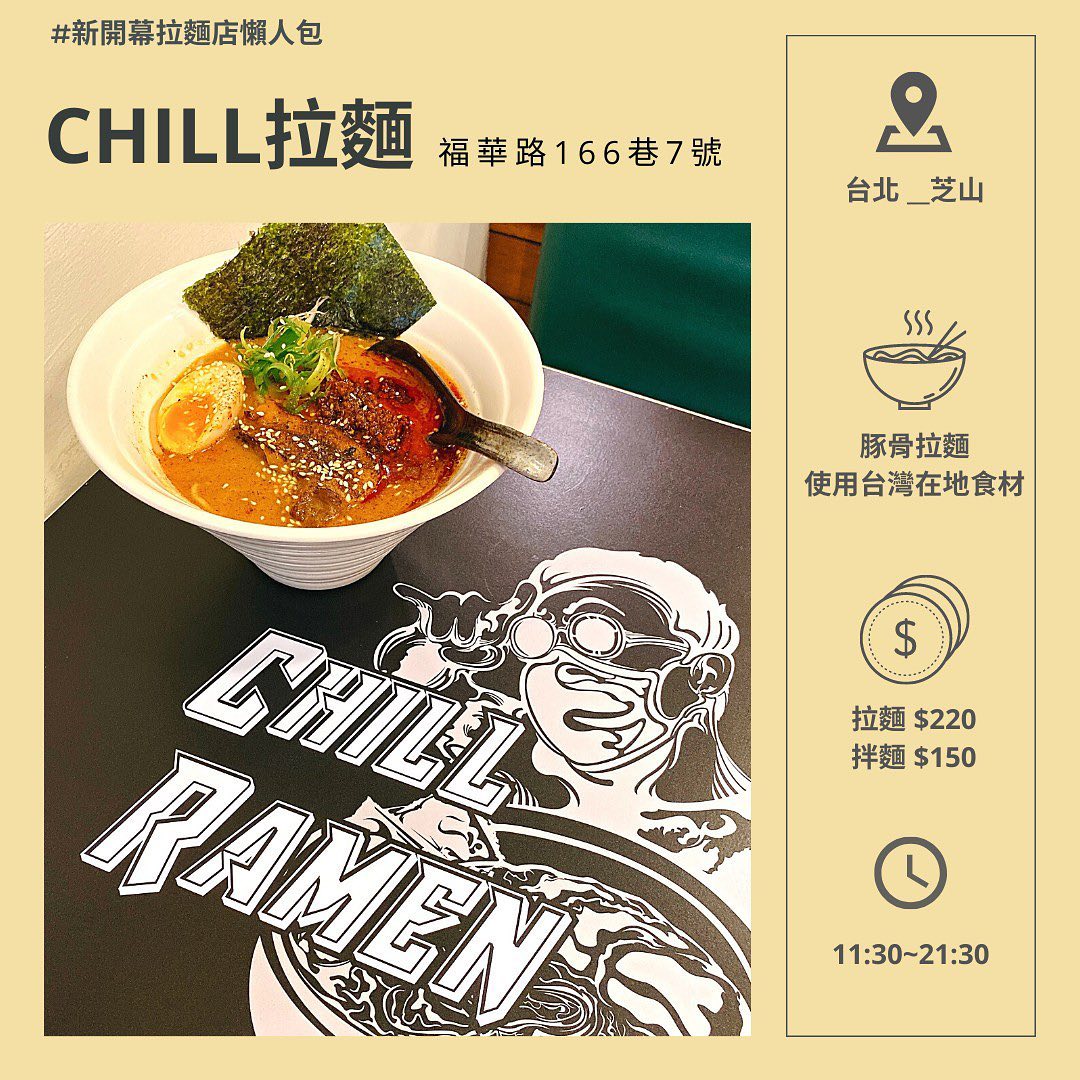 #新開幕拉麵店懶人包
CHILL拉麵 福華路166巷7號
台北 __芝山
豚骨拉麵
使用台灣在地食材
拉麵 $220
拌麵 $150
11:30~21:30
CHILL
RAMEN
$